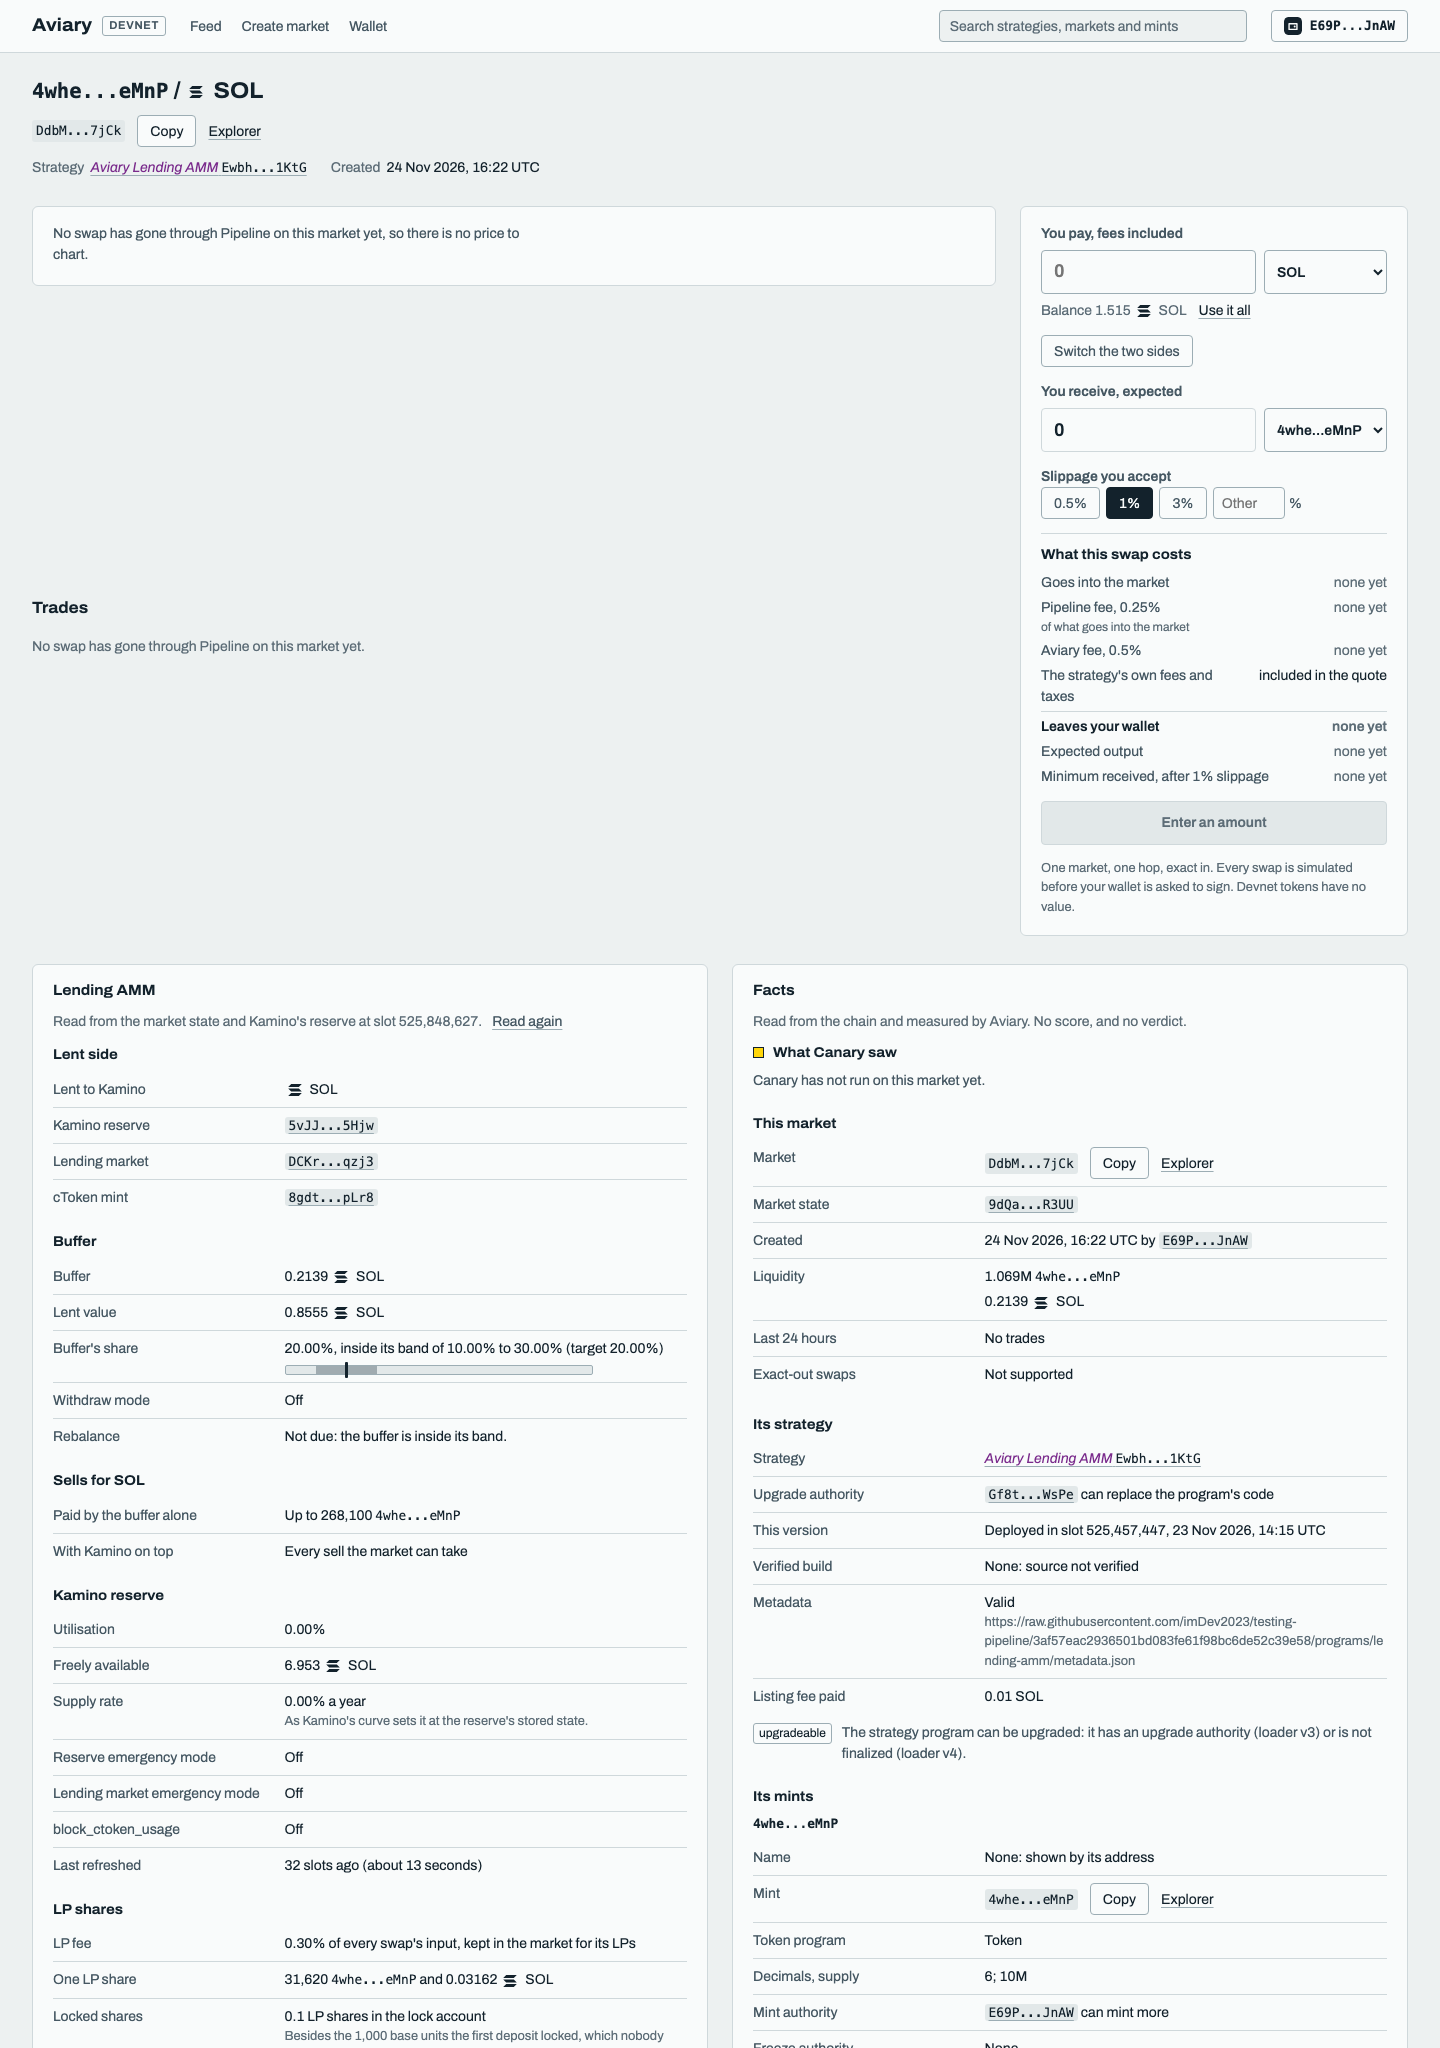 Aviary DEVNET Feed Create market Wallet Search strategies, markets and mints E69P...JnAW
4whe...eMnP / SOL
DdbM...7jCk Copy Explorer
Strategy Aviary Lending AMM Ewbh...1KtG Created 24 Nov 2026, 16:22 UTC
No swap has gone through Pipeline on this market yet, so there is no price to
chart.
Trades
No swap has gone through Pipeline on this market yet.
You pay, fees included
0 SOL
Balance 1.515 SOL Use it all
Switch the two sides
You receive, expected
0 4whe...eMnP
Slippage you accept
0.5% 1% 3% Other %
What this swap costs
Goes into the market none yet
Pipeline fee, 0.25% none yet
of what goes into the market
Aviary fee, 0.5% none yet
The strategy's own fees and included in the quote
taxes
Leaves your wallet none yet
Expected output none yet
Minimum received, after 1% slippage none yet
Enter an amount
One market, one hop, exact in. Every swap is simulated
before your wallet is asked to sign. Devnet tokens have no
value.
Lending AMM
Read from the market state and Kamino's reserve at slot 525,848,627. Read again
Lent side
Lent to Kamino SOL
Kamino reserve 5vJJ...5Hjw
Lending market DCKr...qzj3
cToken mint 8gdt...pLr8
Buffer
Buffer 0.2139 SOL
Lent value 0.8555 SOL
Buffer's share 20.00%, inside its band of 10.00% to 30.00% (target 20.00%)
Withdraw mode Off
Rebalance Not due: the buffer is inside its band.
Sells for SOL
Paid by the buffer alone Up to 268,100 4whe...eMnP
With Kamino on top Every sell the market can take
Kamino reserve
Utilisation 0.00%
Freely available 6.953 SOL
Supply rate 0.00% a year
As Kamino's curve sets it at the reserve's stored state.
Reserve emergency mode Off
Lending market emergency mode Off
block_ctoken_usage Off
Last refreshed 32 slots ago (about 13 seconds)
LP shares
LP fee 0.30% of every swap's input, kept in the market for its LPs
One LP share 31,620 4whe...eMnP and 0.03162 SOL
Locked shares 0.1 LP shares in the lock account
Besides the 1,000 base units the first deposit locked, which nobody
Facts
Read from the chain and measured by Aviary. No score, and no verdict.
What Canary saw
Canary has not run on this market yet.
This market
Market DdbM...7jCk Copy Explorer
Market state 9dQa...R3UU
Created 24 Nov 2026, 16:22 UTC by E69P...JnAW
Liquidity 1.069M 4whe...eMnP
0.2139 SOL
Last 24 hours No trades
Exact-out swaps Not supported
Its strategy
Strategy Aviary Lending AMM Ewbh...1KtG
Upgrade authority Gf8t...WsPe can replace the program's code
This version Deployed in slot 525,457,447, 23 Nov 2026, 14:15 UTC
Verified build None: source not verified
Metadata Valid
https://raw.githubusercontent.com/imDev2023/testing-
pipeline/3af57eac2936501bd083fe61f98bc6de52c39e58/programs/le
nding-amm/metadata.json
Listing fee paid 0.01 SOL
upgradeable The strategy program can be upgraded: it has an upgrade authority (loader v3) or is not
finalized (loader v4).
Its mints
4whe...eMnP
Name None: shown by its address
Mint 4whe...eMnP Copy Explorer
Token program Token
Decimals, supply 6; 10M
Mint authority E69P...JnAW can mint more
Freeze authority None